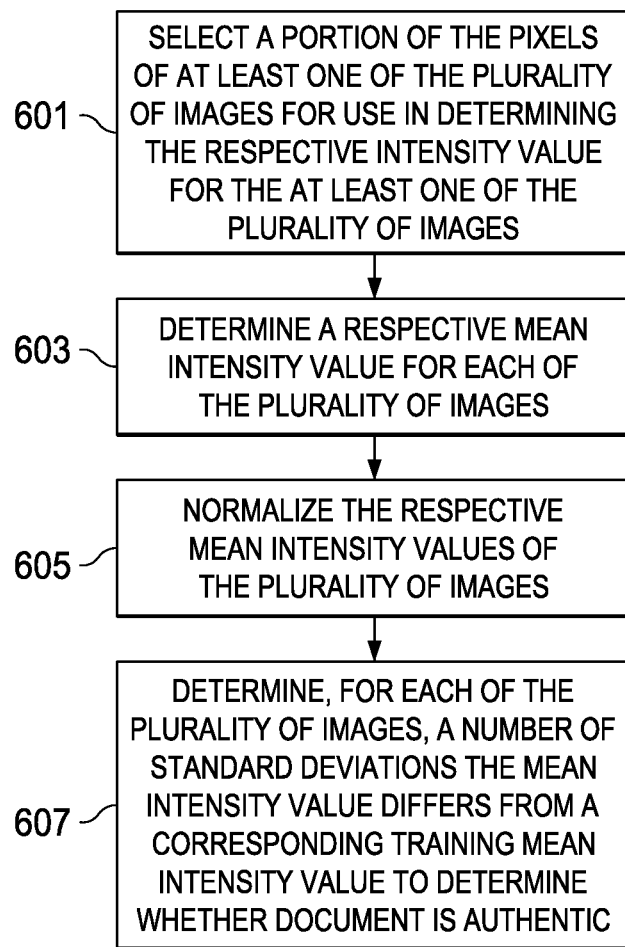 SELECT A PORTION OF THE PIXELS
OF AT LEAST ONE OF THE PLURALITY
OF IMAGES FOR USE IN DETERMINING
THE RESPECTIVE INTENSITY VALUE
FOR THE AT LEAST ONE OF THE
PLURALITY OF IMAGES
601
DETERMINE A RESPECTIVE MEAN
INTENSITY VALUE FOR EACH OF
THE PLURALITY OF IMAGES
603
NORMALIZE THE RESPECTIVE
MEAN INTENSITY VALUES OF
THE PLURALITY OF IMAGES
605
DETERMINE, FOR EACH OF THE
PLURALITY OF IMAGES, A NUMBER OF
STANDARD DEVIATIONS THE MEAN
INTENSITY VALUE DIFFERS FROM A
CORRESPONDING TRAINING MEAN
INTENSITY VALUE TO DETERMINE
WHETHER DOCUMENT IS AUTHENTIC
607